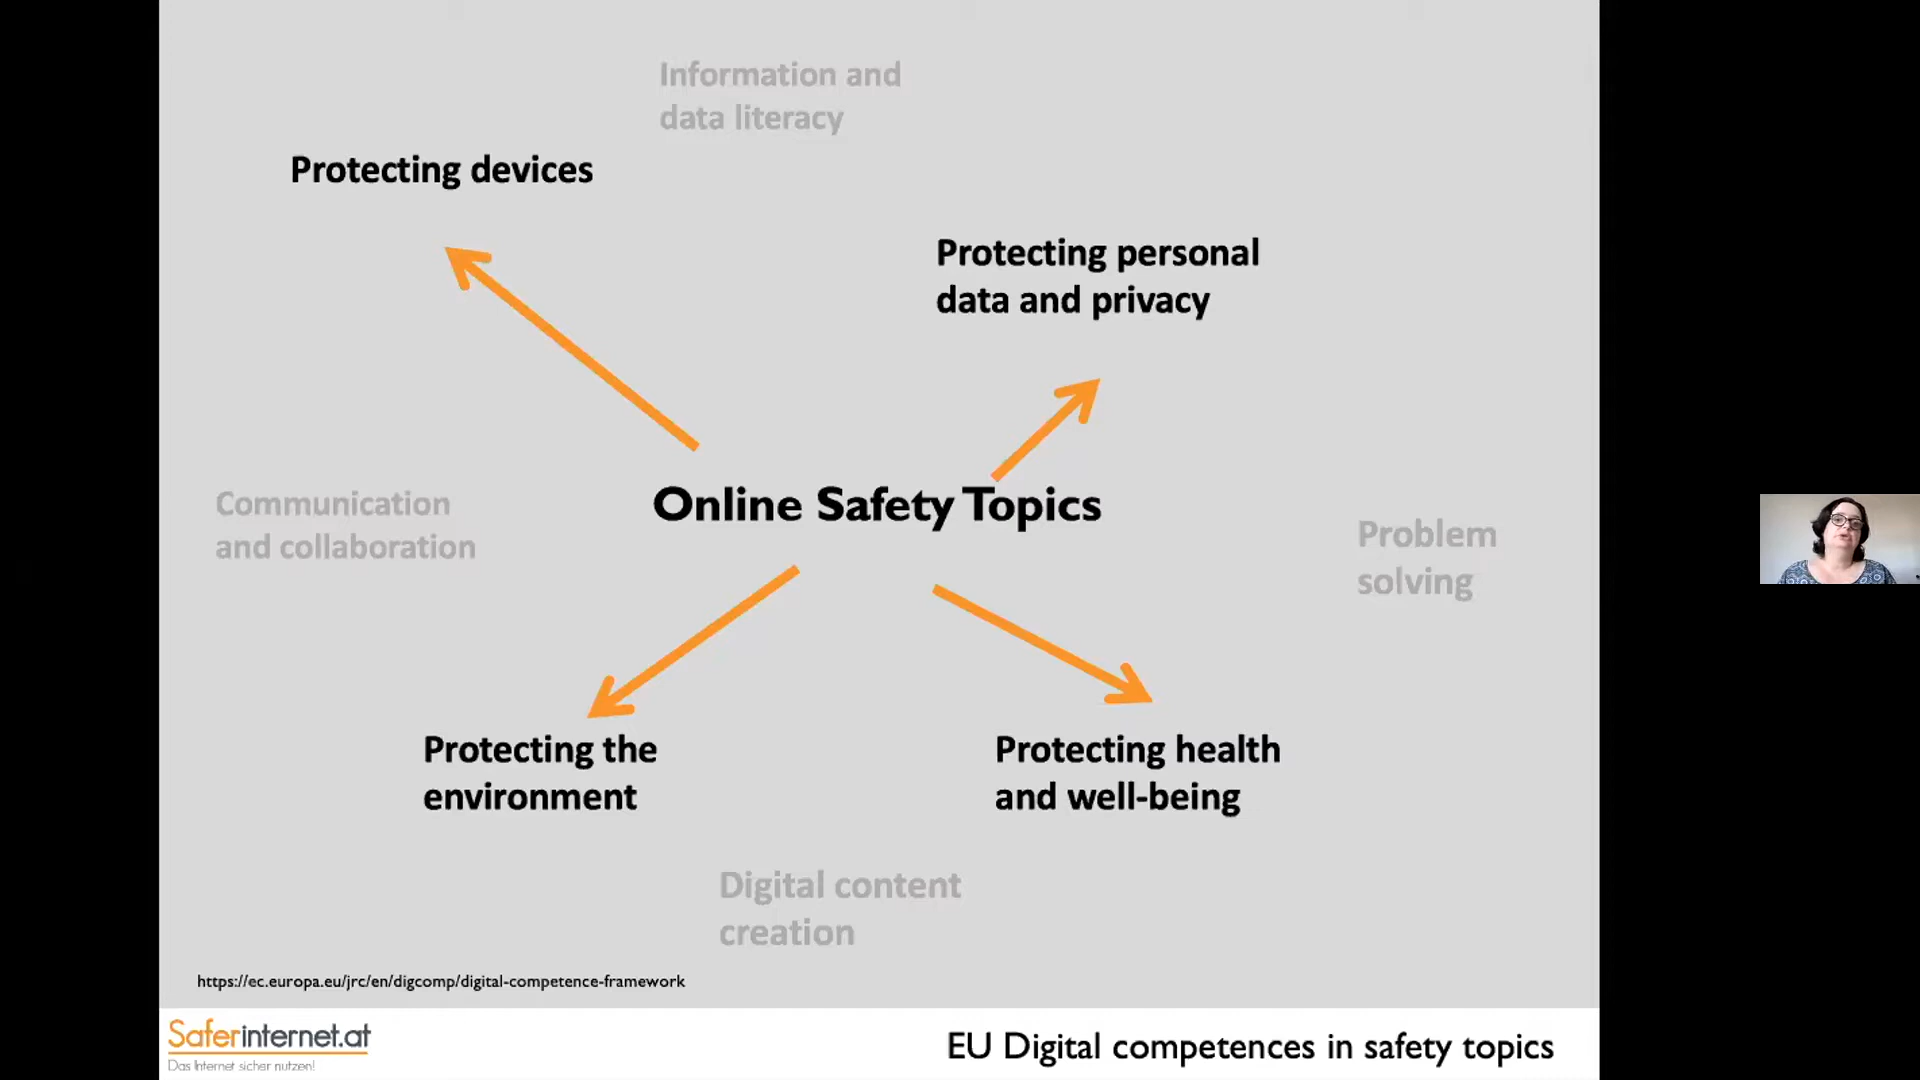 Information and
data literacy
Protecting devices
Protecting personal
data and privacy
Online Safety Topics
Communication
and collaboration
Problem
solving
Protecting the
environment
Protecting health
and well-being
Digital content
creation
https://ec.europa.eu/jrc/en/digcomp/digital-competence-framework
Saferinternet.at
Das Internet sicher nutzen!
EU Digital competences in safety topics